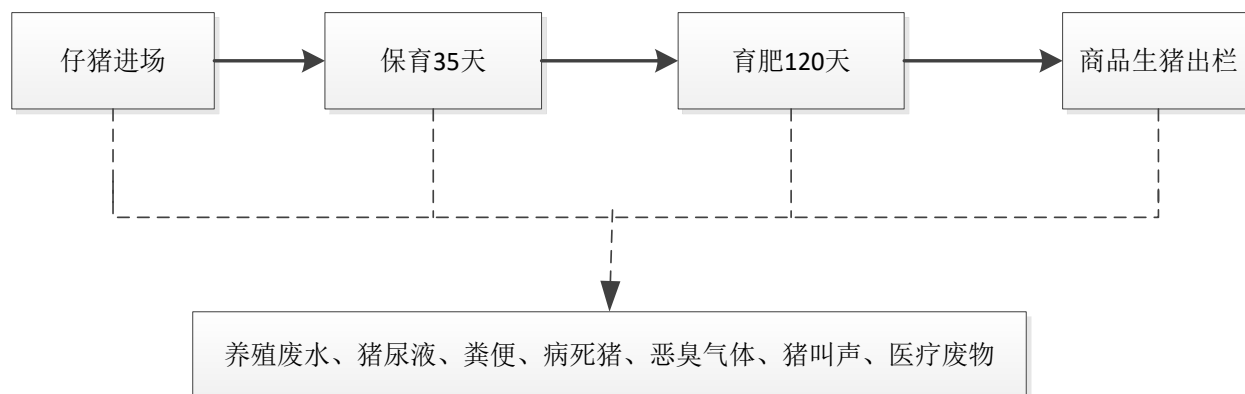 仔猪进场
保育35天
育肥120天
商品生猪出栏
养殖废水、猪尿液、粪便、病死猪、恶臭气体、猪叫声、医疗废物